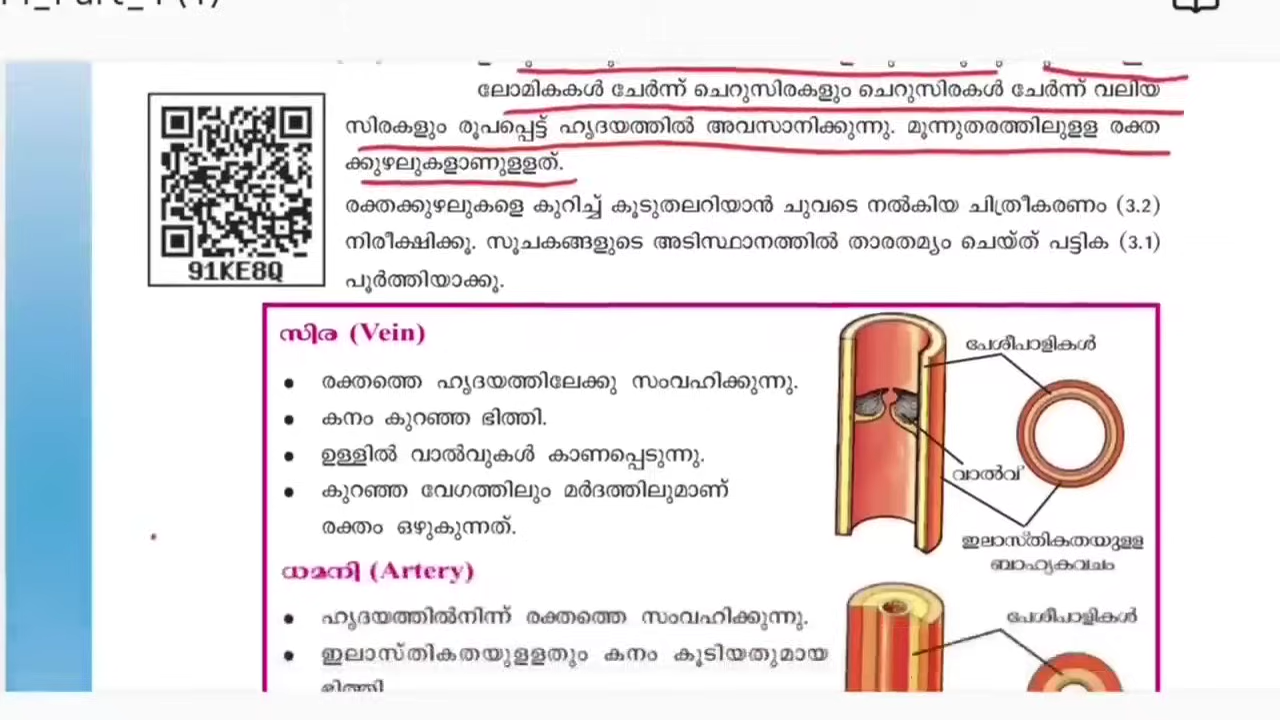 ലോമികകൾ ചേർന്ന് ചെറുസിരകളും ചെറുസിരകൾ ചേർന്ന് വലിയ
സിരകളും രൂപപ്പെട്ട് ഹൃദയത്തിൽ അവസാനിക്കുന്നു. മൂന്നുതരത്തിലുള്ള രക്ത
ക്കുഴലുകളാണുള്ളത്.
രക്തക്കുഴലുകളെ കുറിച്ച് കൂടുതലറിയാൻ ചുവടെ നൽകിയ ചിത്രീകരണം (3.2)
നിരീക്ഷിക്കൂ. സൂചകങ്ങളുടെ അടിസ്ഥാനത്തിൽ താരതമ്യം ചെയ്ത് പട്ടിക (3.1)
പൂർത്തിയാക്കൂ.
91KE8Q
സിര (Vein)
• രക്തത്തെ ഹൃദയത്തിലേക്കു സംവഹിക്കുന്നു.
• കനം കുറഞ്ഞ ഭിത്തി.
• ഉള്ളിൽ വാൽവുകൾ കാണപ്പെടുന്നു.
• കുറഞ്ഞ വേഗത്തിലും മർദത്തിലുമാണ്
രക്തം ഒഴുകുന്നത്.
പേശീപാളികൾ
വാൽവ്
ഇലാസ്തികതയുള്ള
ബാഹ്യകവചം
ധമനി (Artery)
• ഹൃദയത്തിൽനിന്ന് രക്തത്തെ സംവഹിക്കുന്നു.
• ഇലാസ്തികതയുള്ളതും കനം കൂടിയതുമായ
ഭിത്തി
പേശീപാളികൾ